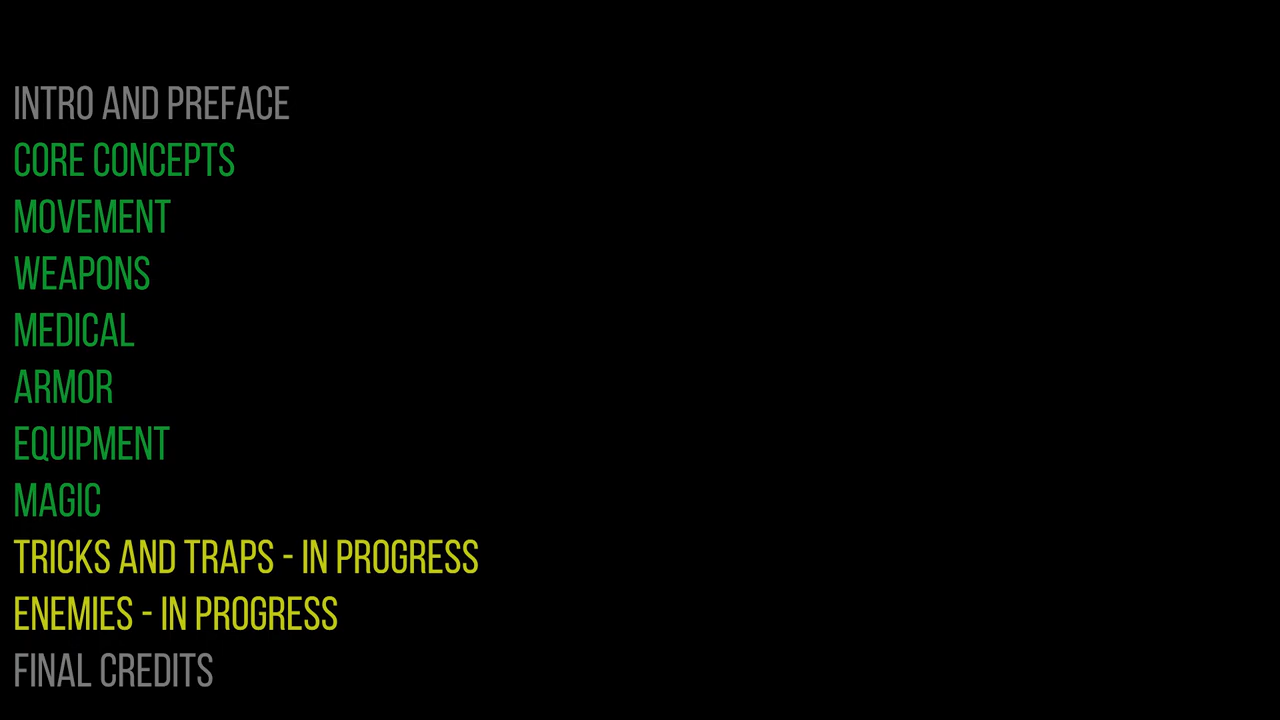 INTRO AND PREFACE
CORE CONCEPTS
MOVEMENT
WEAPONS
MEDICAL
ARMOR
EQUIPMENT
MAGIC
TRICKS AND TRAPS - IN PROGRESS
ENEMIES - IN PROGRESS
FINAL CREDITS